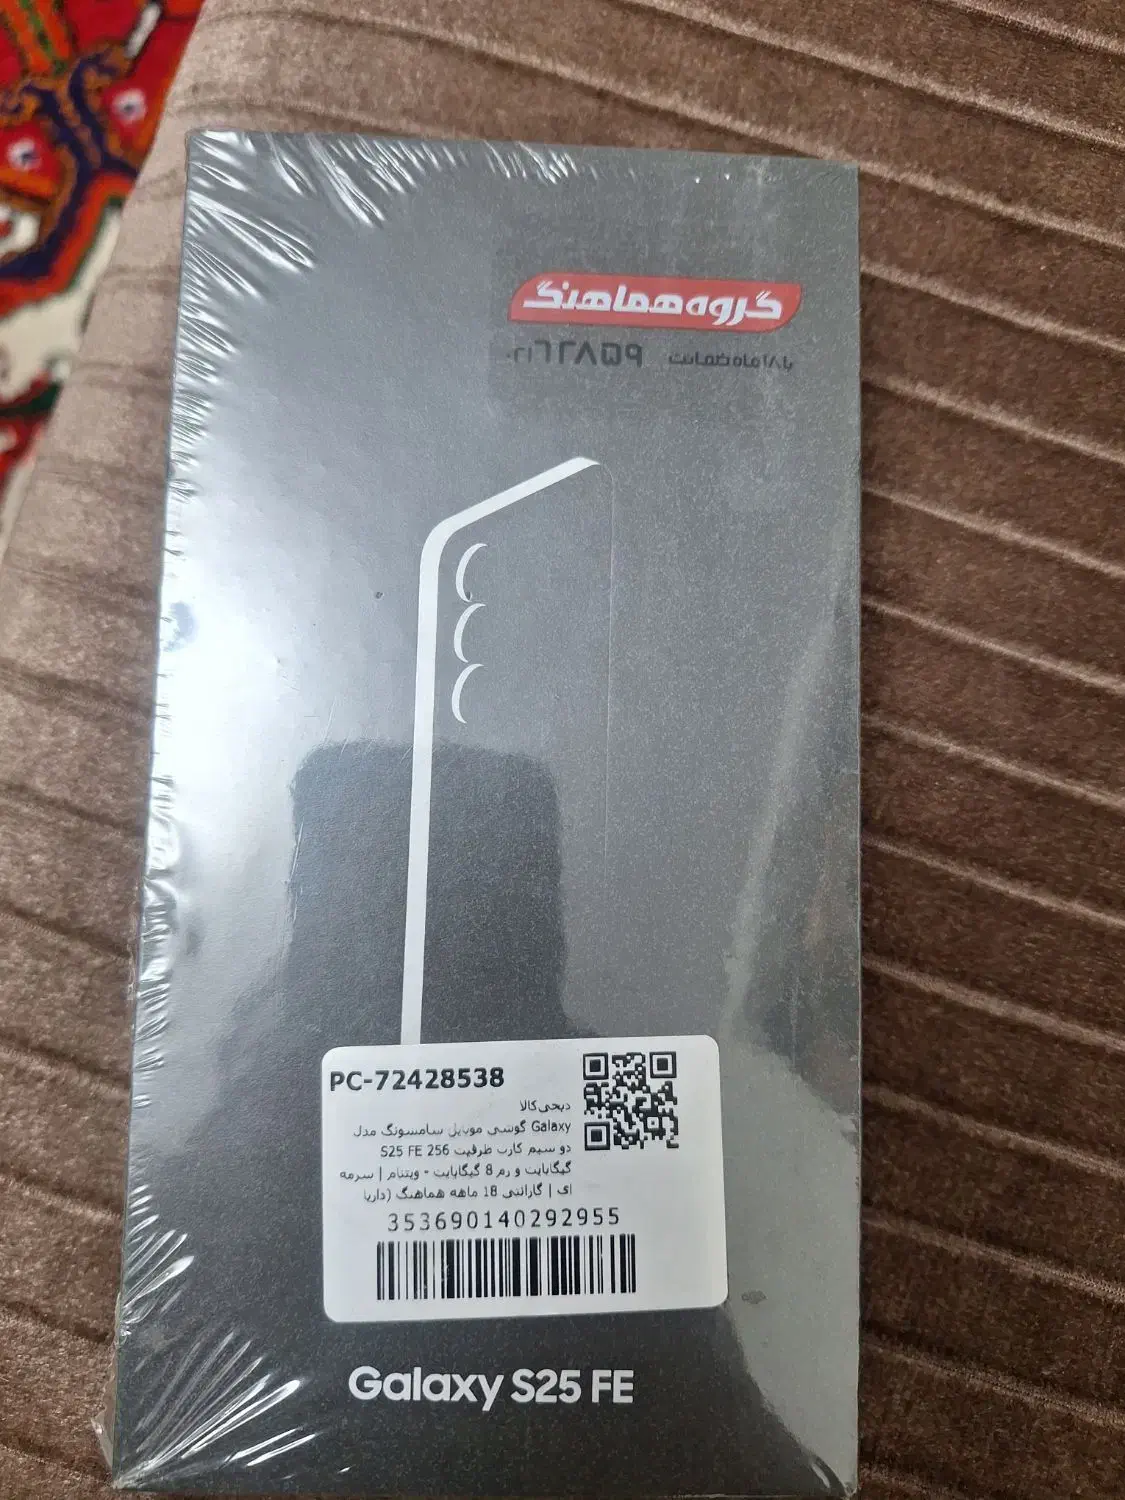 گروه هماهنگ
با ۱۸ ماه ضمانت ۰۲۱۶۲۸۵۹
PC-72428538
دیجی‌کالا
گوشی موبایل سامسونگ مدل Galaxy
S25 FE دو سیم کارت ظرفیت 256
گیگابایت و رم 8 گیگابایت - ویتنام | سرمه
ای | گارانتی 18 ماهه هماهنگ (داریا
353690140292955
Galaxy S25 FE